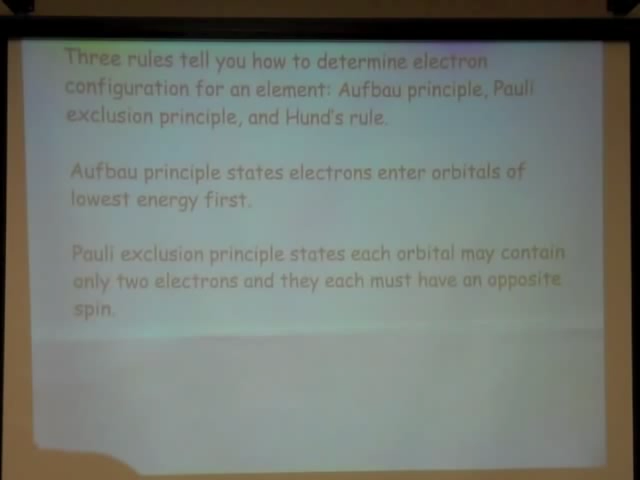 Three rules tell you how to determine electron
configuration for an element: Aufbau principle, Pauli
exclusion principle, and Hund's rule.
Aufbau principle states electrons enter orbitals of
lowest energy first.
Pauli exclusion principle states each orbital may contain
only two electrons and they each must have an opposite
spin.